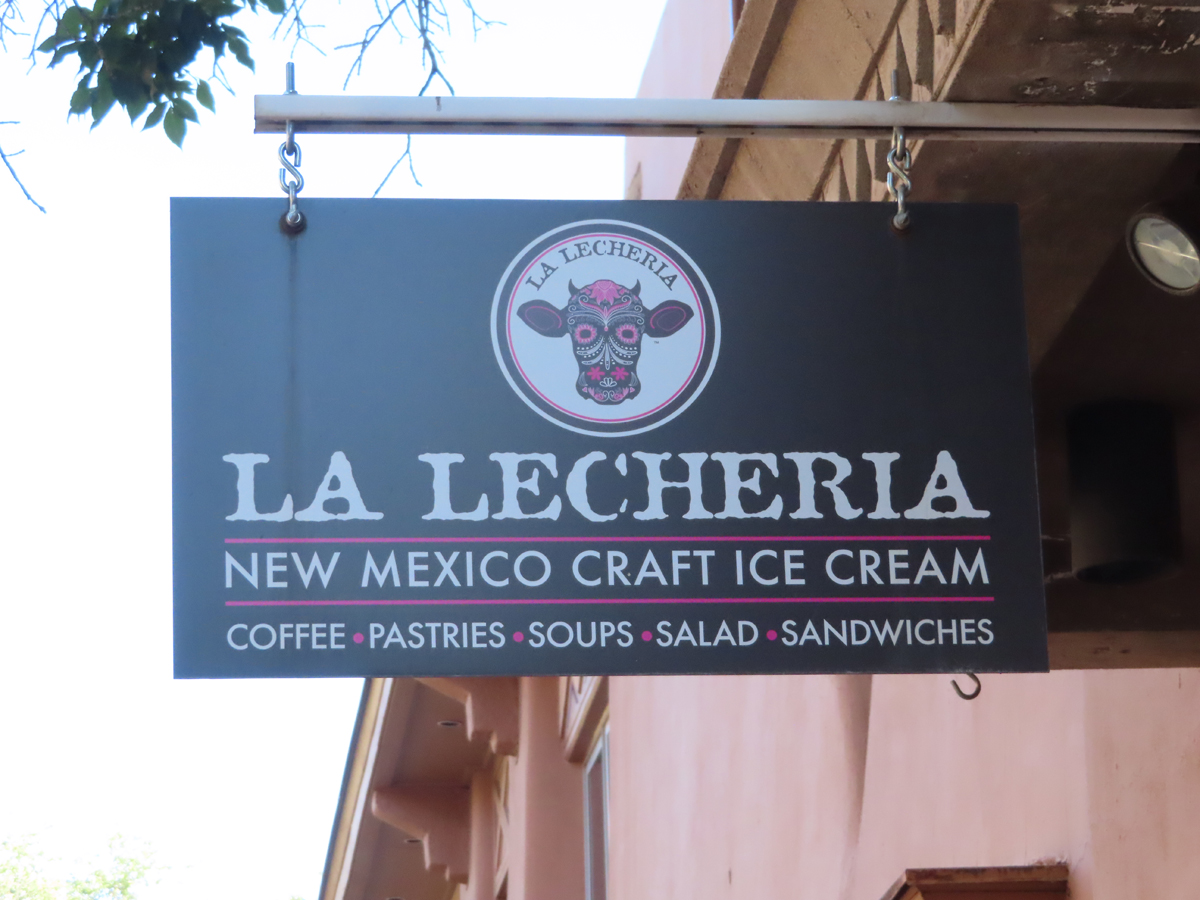 LA LECHERIA
LA LECHERIA
NEW MEXICO CRAFT ICE CREAM
COFFEE • PASTRIES • SOUPS • SALAD • SANDWICHES